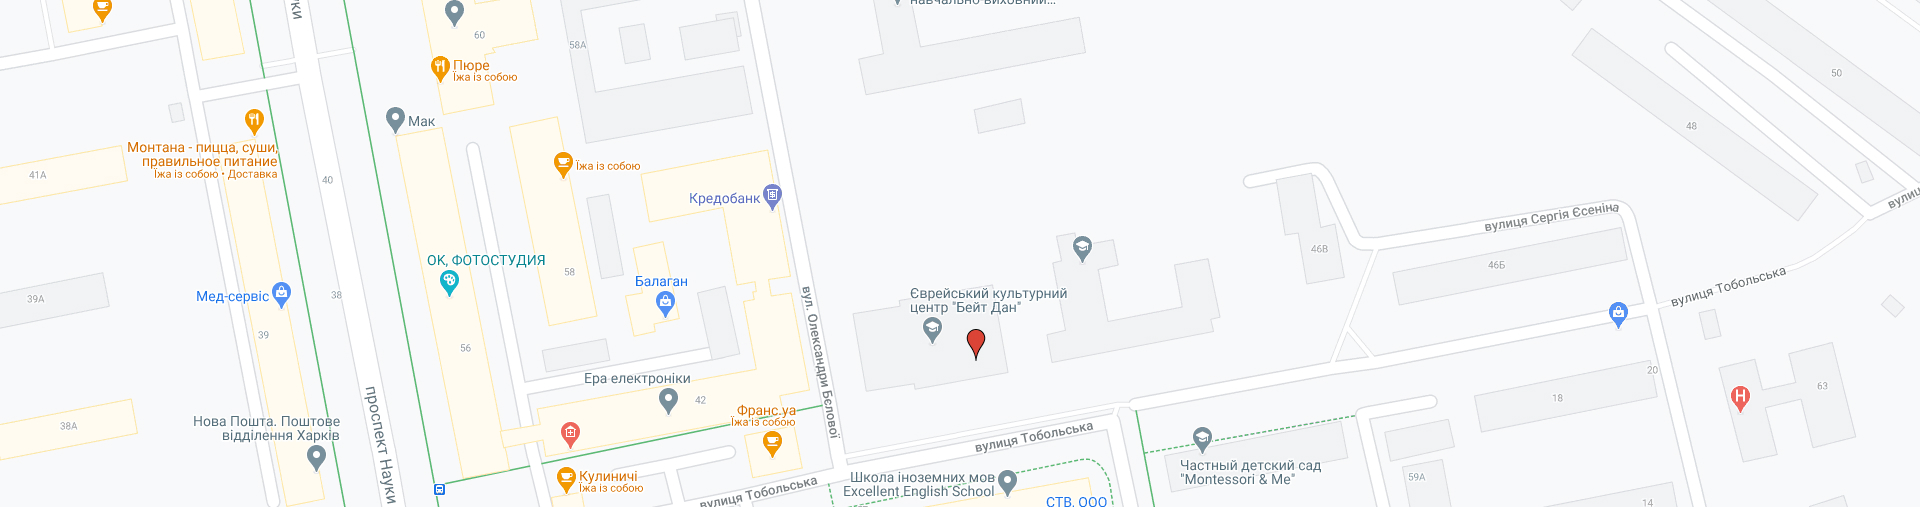 навчально-виховний...
60
58А
Пюре
Їжа із собою
50
Мак
48
Монтана - пицца, суши,
правильное питание
Їжа із собою • Доставка
Їжа із собою
41А
40
Кредобанк
вулиця Сергія Єсеніна
46В
46Б
ОК, ФОТОСТУДИЯ
58
Балаган
вулиця Тобольська
Мед-сервіс
38
39А
39
Єврейський культурний
центр "Бейт Дан"
вул. Олександри Бєлової
56
Ера електроніки
42
20
18
63
проспект Науки
Франс.уа
Їжа із собою
Нова Пошта. Поштове
відділення Харків
38А
вулиця Тобольська
Кулиничі
Їжа із собою
вулиця Тобольська
Школа іноземних мов
Excellent English School
Частный детский сад
"Montessori & Me"
59А
СТВ, ООО
14